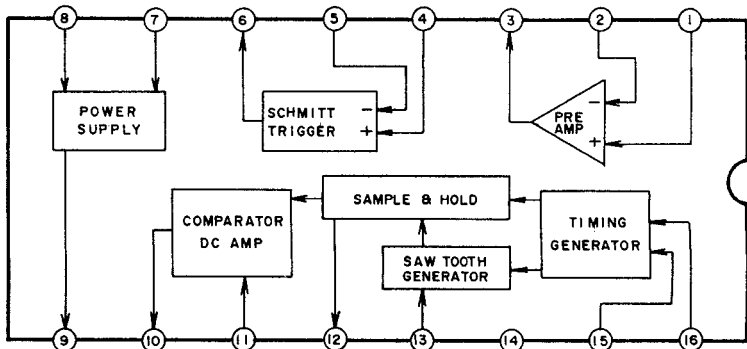 8 7 6 5 4 3 2 1
POWER
SUPPLY
SCHMITT −
TRIGGER +
−
PRE
AMP
+
COMPARATOR
DC AMP
SAMPLE & HOLD
SAW TOOTH
GENERATOR
TIMING
GENERATOR
9 10 11 12 13 14 15 16